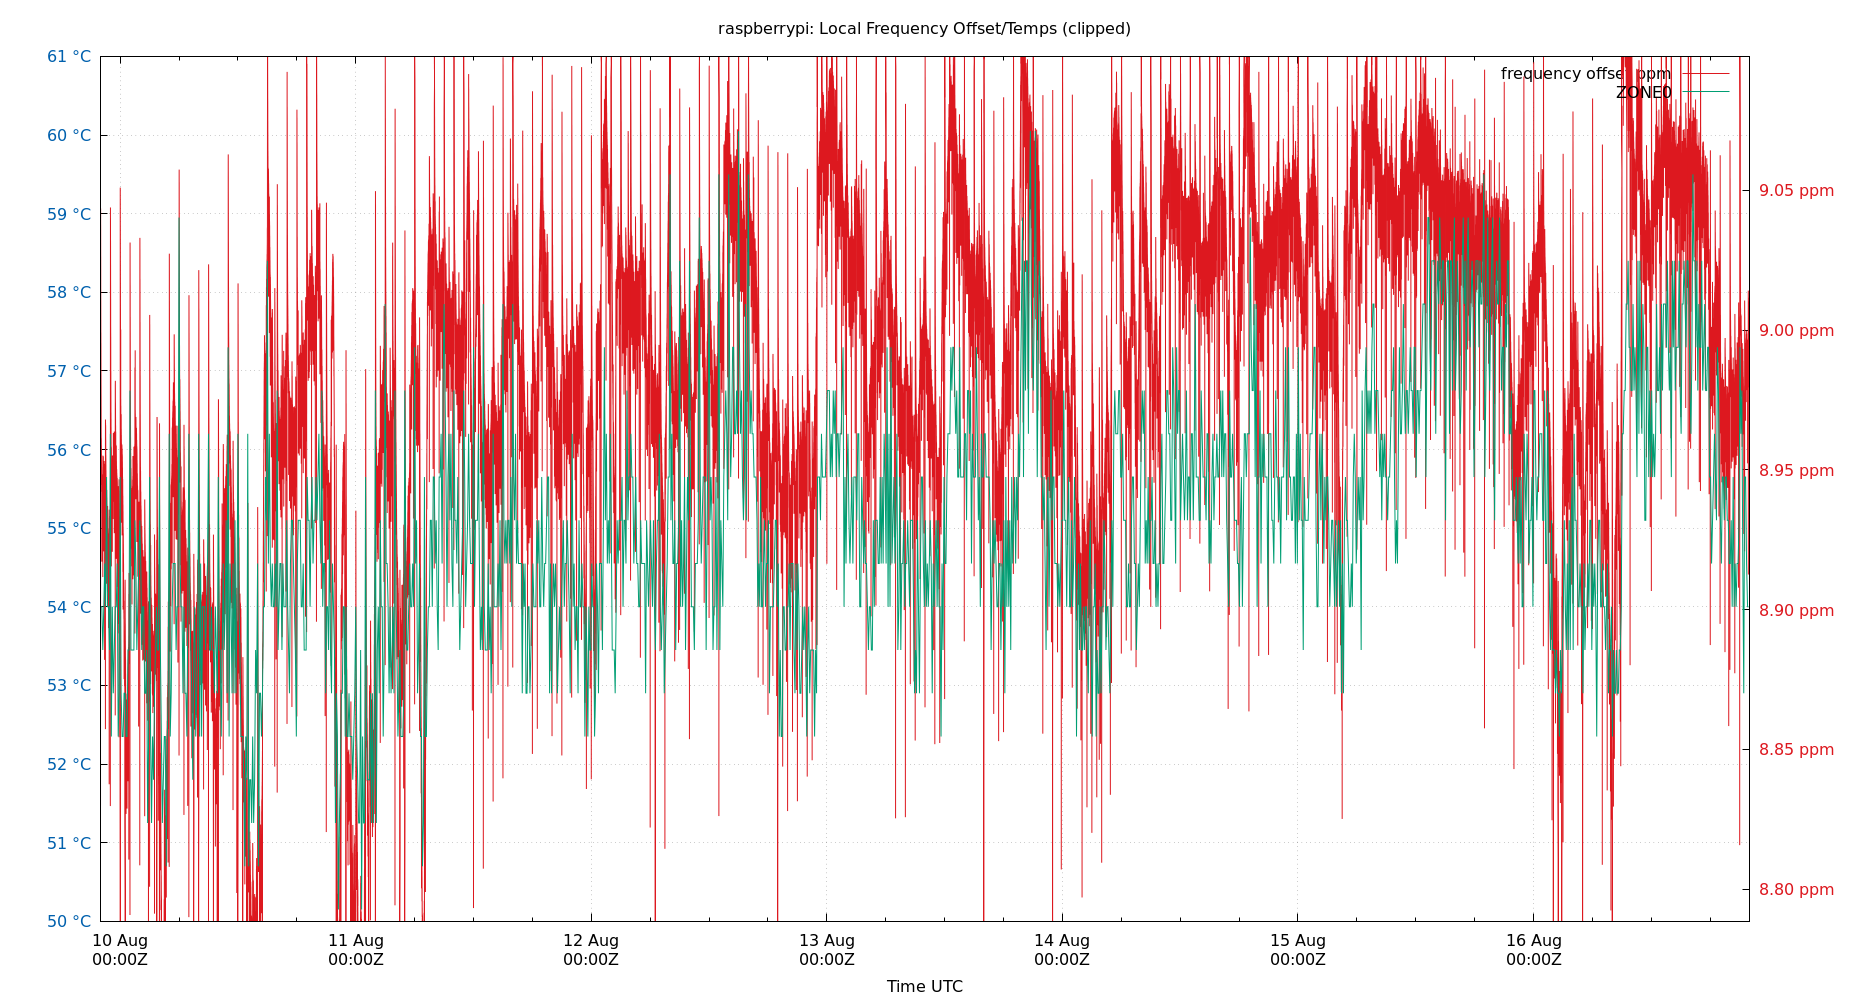 raspberrypi: Local Frequency Offset/Temps (clipped)
61 °C
60 °C
59 °C
58 °C
57 °C
56 °C
55 °C
54 °C
53 °C
52 °C
51 °C
50 °C
frequency offset ppm
ZONE0
9.05 ppm
9.00 ppm
8.95 ppm
8.90 ppm
8.85 ppm
8.80 ppm
10 Aug
00:00Z
11 Aug
00:00Z
12 Aug
00:00Z
13 Aug
00:00Z
14 Aug
00:00Z
15 Aug
00:00Z
16 Aug
00:00Z
Time UTC